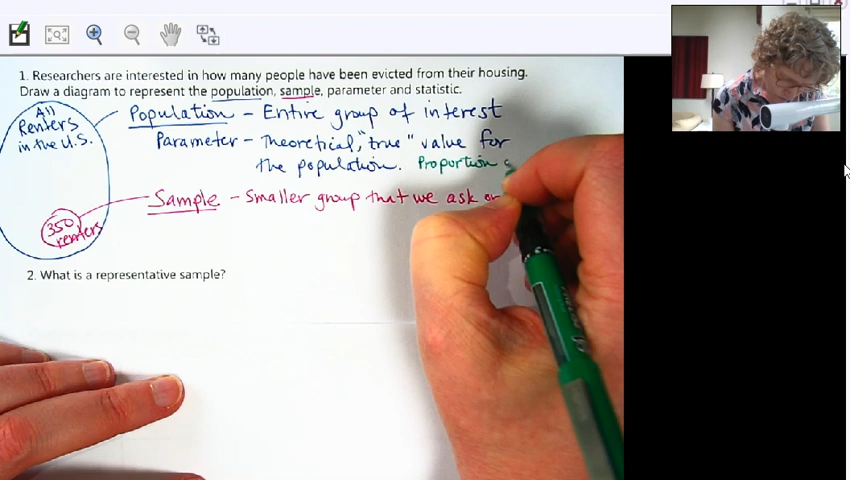 1. Researchers are interested in how many people have been evicted from their housing.
Draw a diagram to represent the population, sample, parameter and statistic.
All
Renters
in the U.S.
Population - Entire group of interest
Parameter - Theoretical, "true" value for
the population. Proportion
Sample - Smaller group that we ask or
350
renters
2. What is a representative sample?